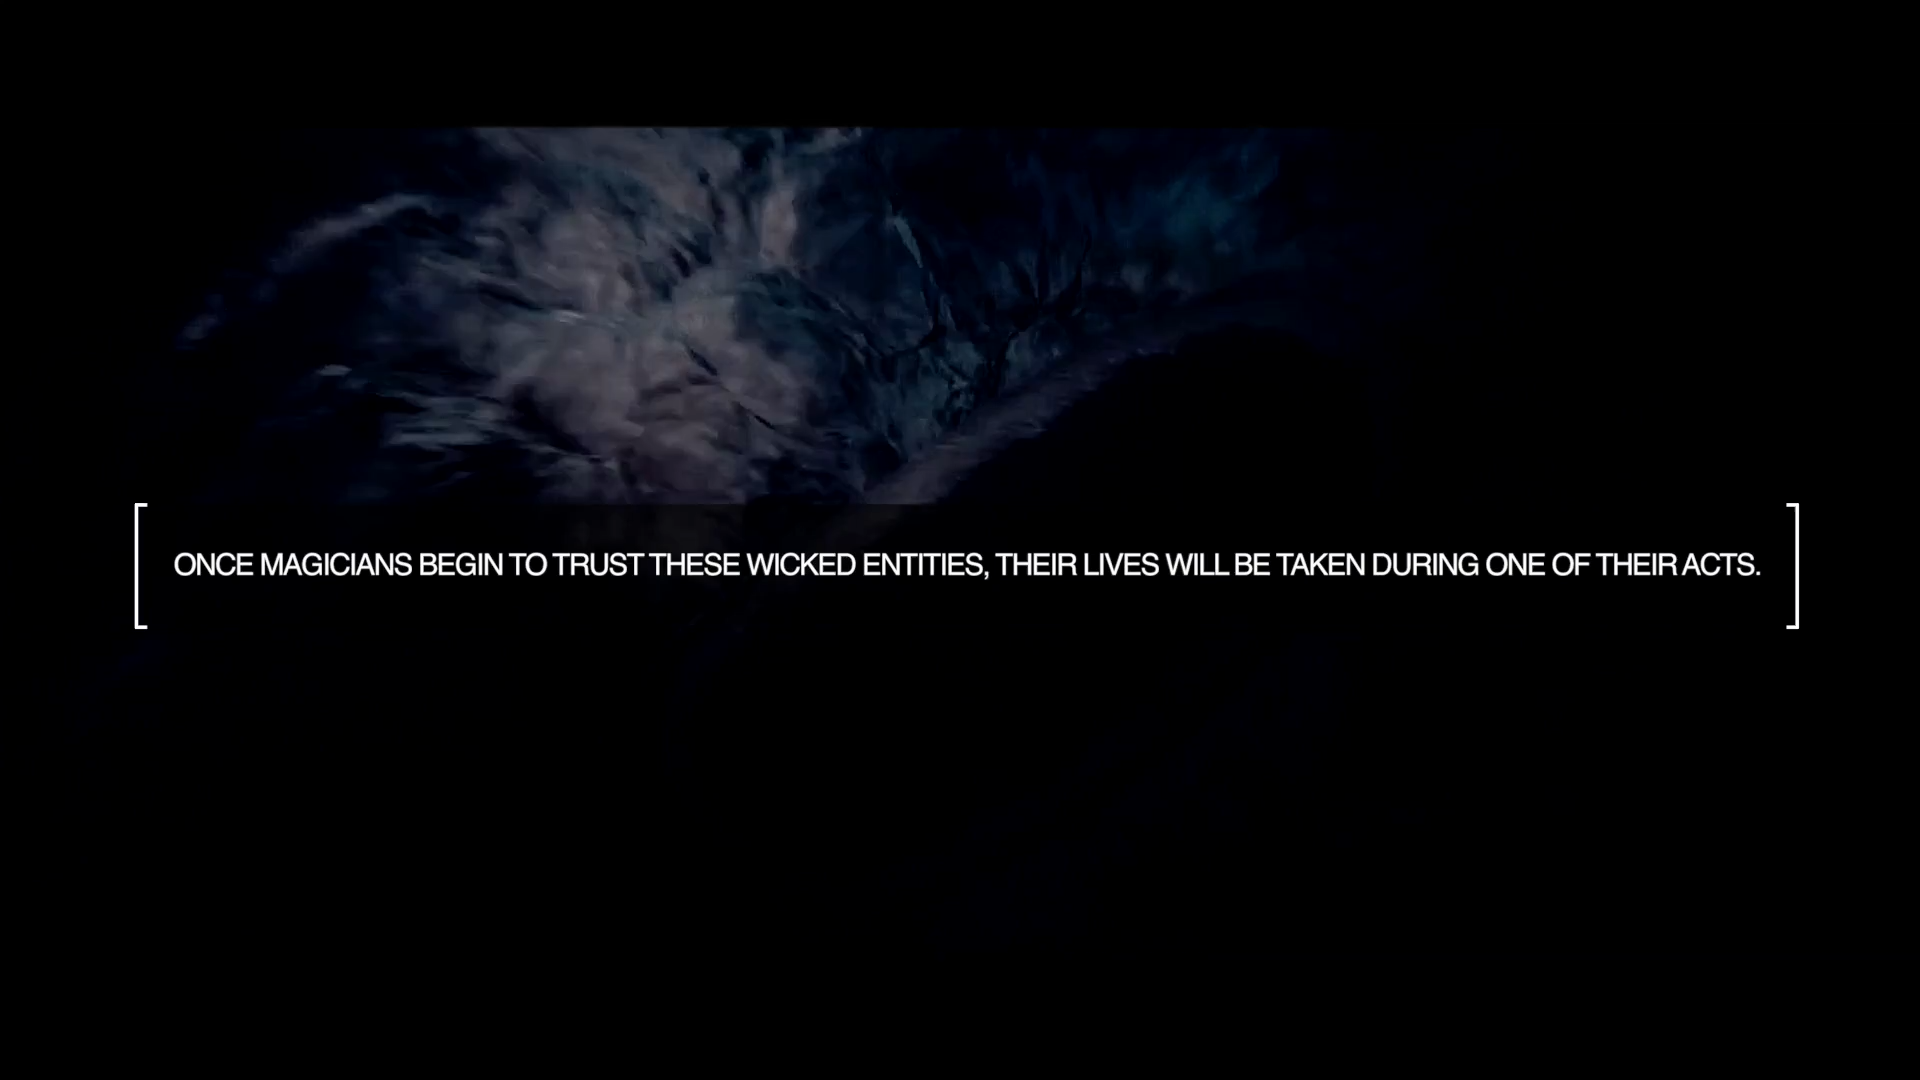 ONCE MAGICIANS BEGIN TO TRUST THESE WICKED ENTITIES, THEIR LIVES WILL BE TAKEN DURING ONE OF THEIR ACTS.